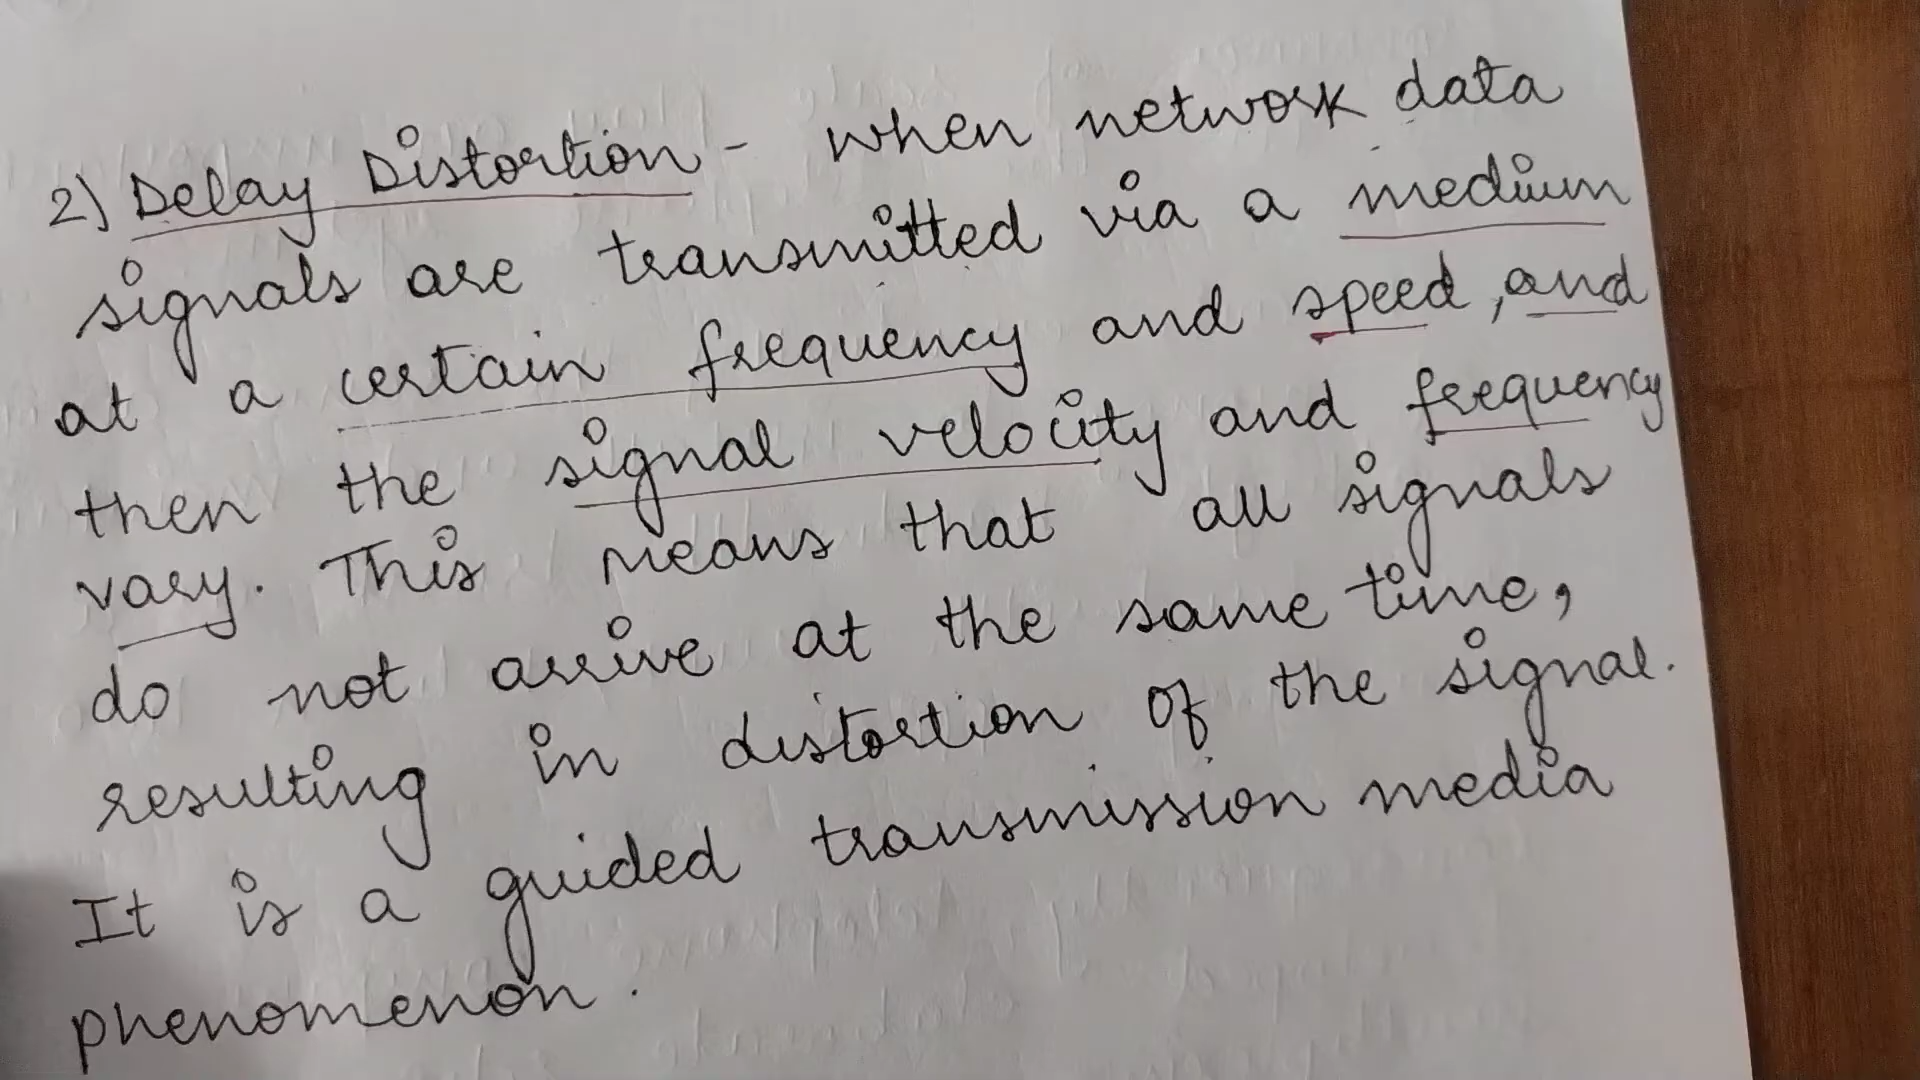 2) Delay Distortion - when network data
signals are transmitted via a medium
at a certain frequency and speed, and
then the signal velocity and frequency
vary. This means that all signals
do not arrive at the same time,
resulting in distortion of the signal.
It is a guided transmission media
phenomenon.